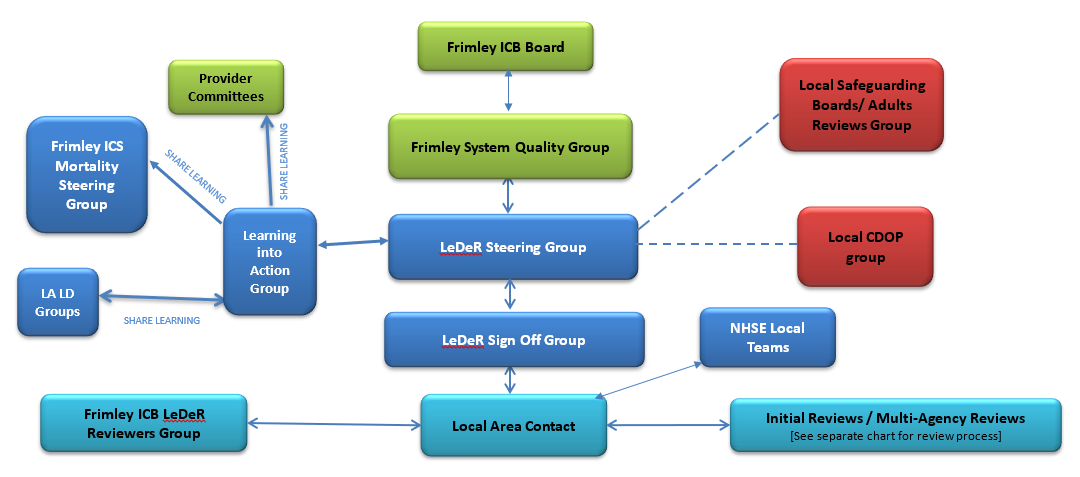 Frimley ICB Board
Provider
Committees
Local Safeguarding
Boards/ Adults
Reviews Group
Frimley ICS
Mortality
Steering
Group
SHARE LEARNING
SHARE LEARNING
Frimley System Quality Group
Learning
into
Action
Group
LeDeR Steering Group
Local CDOP
group
LA LD
Groups
SHARE LEARNING
LeDeR Sign Off Group
NHSE Local
Teams
Frimley ICB LeDeR
Reviewers Group
Local Area Contact
Initial Reviews / Multi-Agency Reviews
[See separate chart for review process]